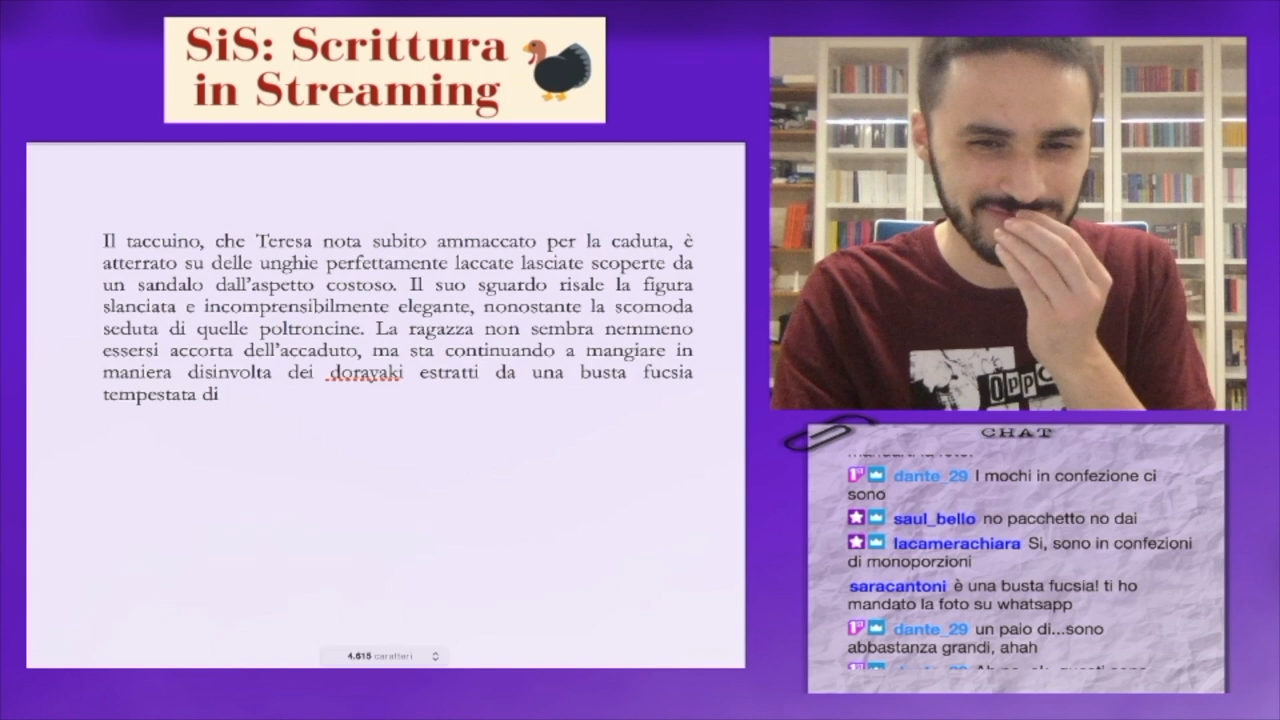 SiS: Scrittura
in Streaming
Il taccuino, che Teresa nota subito ammaccato per la caduta, è
atterrato su delle unghie perfettamente laccate lasciate scoperte da
un sandalo dall'aspetto costoso. Il suo sguardo risale la figura
slanciata e incomprensibilmente elegante, nonostante la scomoda
seduta di quelle poltroncine. La ragazza non sembra nemmeno
essersi accorta dell'accaduto, ma sta continuando a mangiare in
maniera disinvolta dei dorayaki estratti da una busta fucsia
tempestata di
4.615 caratteri
OPPO
CHAT
dante_29 I mochi in confezione ci
sono
saul_bello no pacchetto no dai
lacamerachiara Si, sono in confezioni
di monoporzioni
saracantoni è una busta fucsia! ti ho
mandato la foto su whatsapp
dante_29 un paio di...sono
abbastanza grandi, ahah